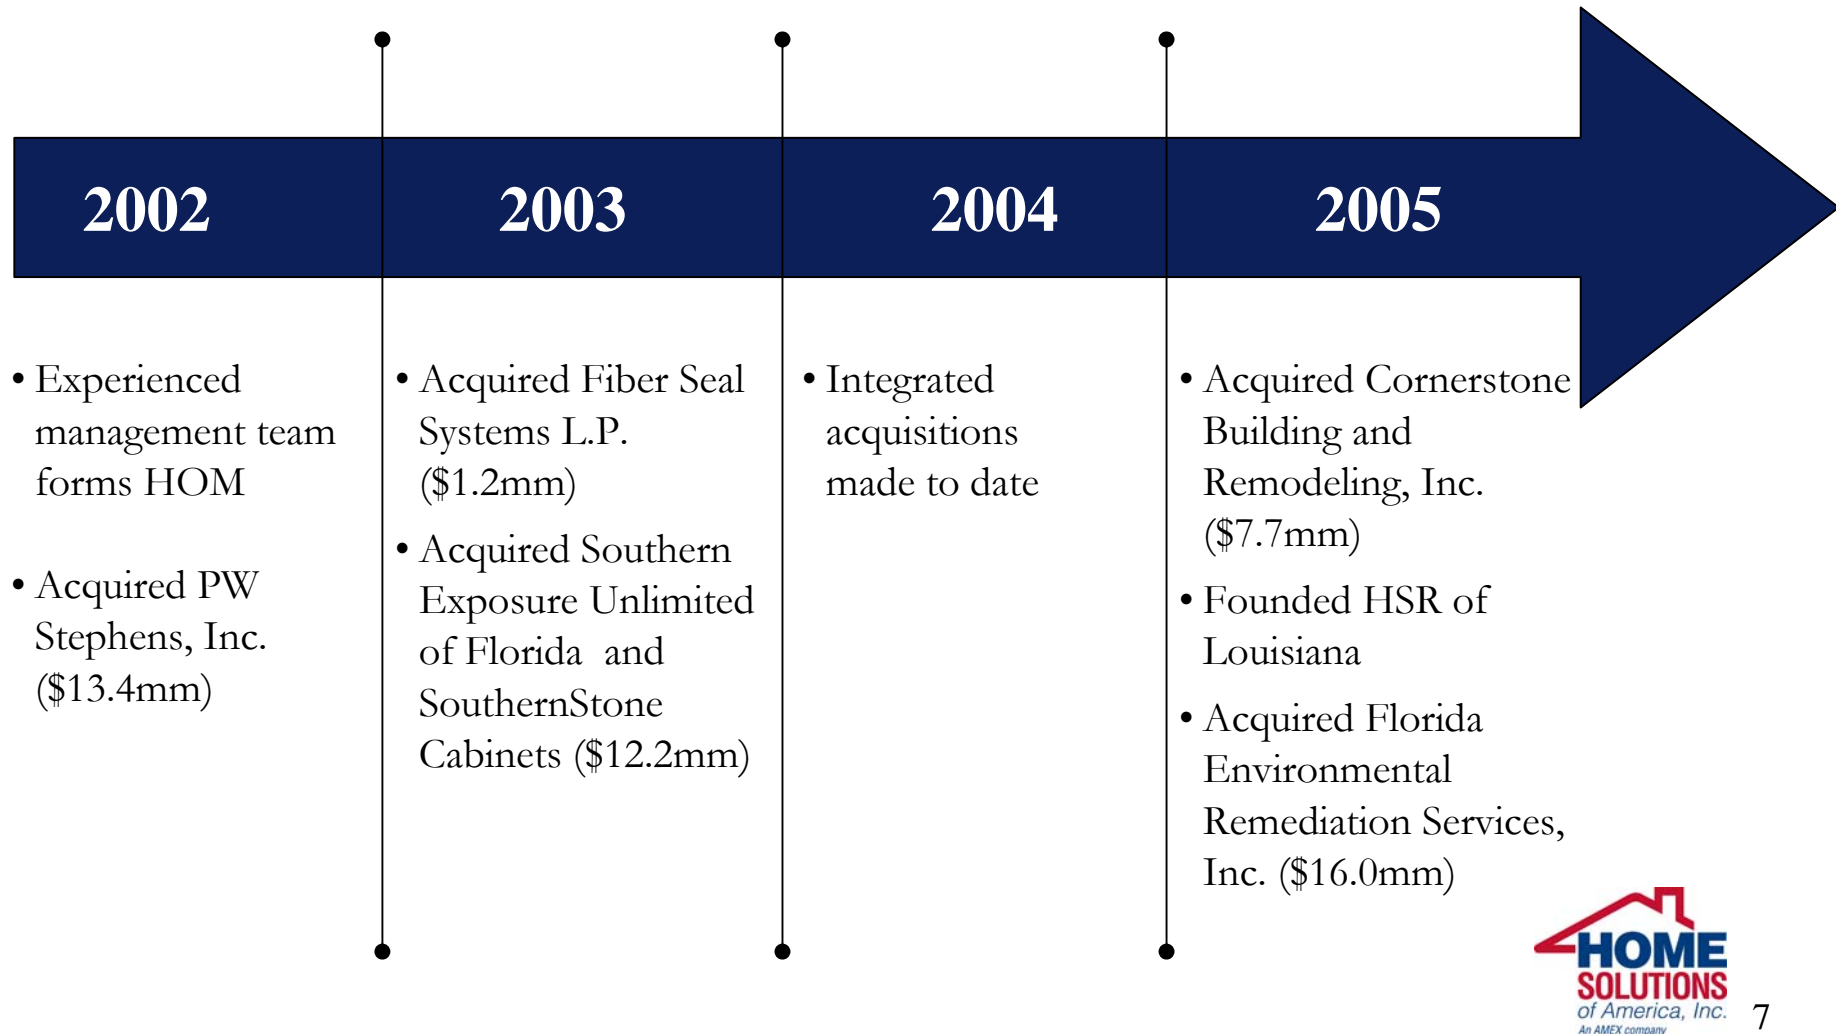 2002
2003
2004
2005
• Experienced
management team
forms HOM
• Acquired PW
Stephens, Inc.
($13.4mm)
• Acquired Fiber Seal
Systems L.P.
($1.2mm)
• Acquired Southern
Exposure Unlimited
of Florida and
SouthernStone
Cabinets ($12.2mm)
• Integrated
acquisitions
made to date
• Acquired Cornerstone
Building and
Remodeling, Inc.
($7.7mm)
• Founded HSR of
Louisiana
• Acquired Florida
Environmental
Remediation Services,
Inc. ($16.0mm)
HOME
SOLUTIONS
of America, Inc.
An AMEX company
7